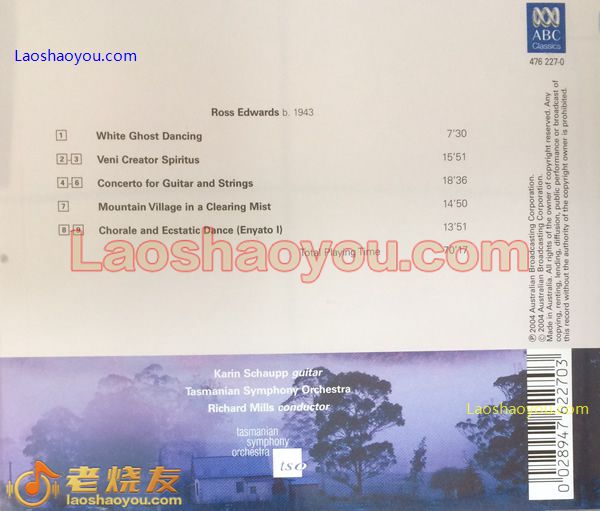 Laoshaoyou.com
ABC
Classics
476 227-0
Ross Edwards b. 1943
1 White Ghost Dancing 7'30
2-3 Veni Creator Spiritus 15'51
4-6 Concerto for Guitar and Strings 18'36
7 Mountain Village in a Clearing Mist 14'50
8-9 Chorale and Ecstatic Dance (Enyato I) 13'51
Total Playing Time 70'17
Laoshaoyou.com
℗ 2004 Australian Broadcasting Corporation.
© 2004 Australian Broadcasting Corporation.
Made in Australia. All rights of the owner of copyright reserved. Any
copying, renting, lending, diffusion, public performance or broadcast of
this record without the authority of the copyright owner is prohibited.
Karin Schaupp guitar
Tasmanian Symphony Orchestra
Richard Mills conductor
tasmanian
symphony
orchestra
tso
Laoshaoyou.com
0 028947 622703
老烧友
laoshaoyou.com